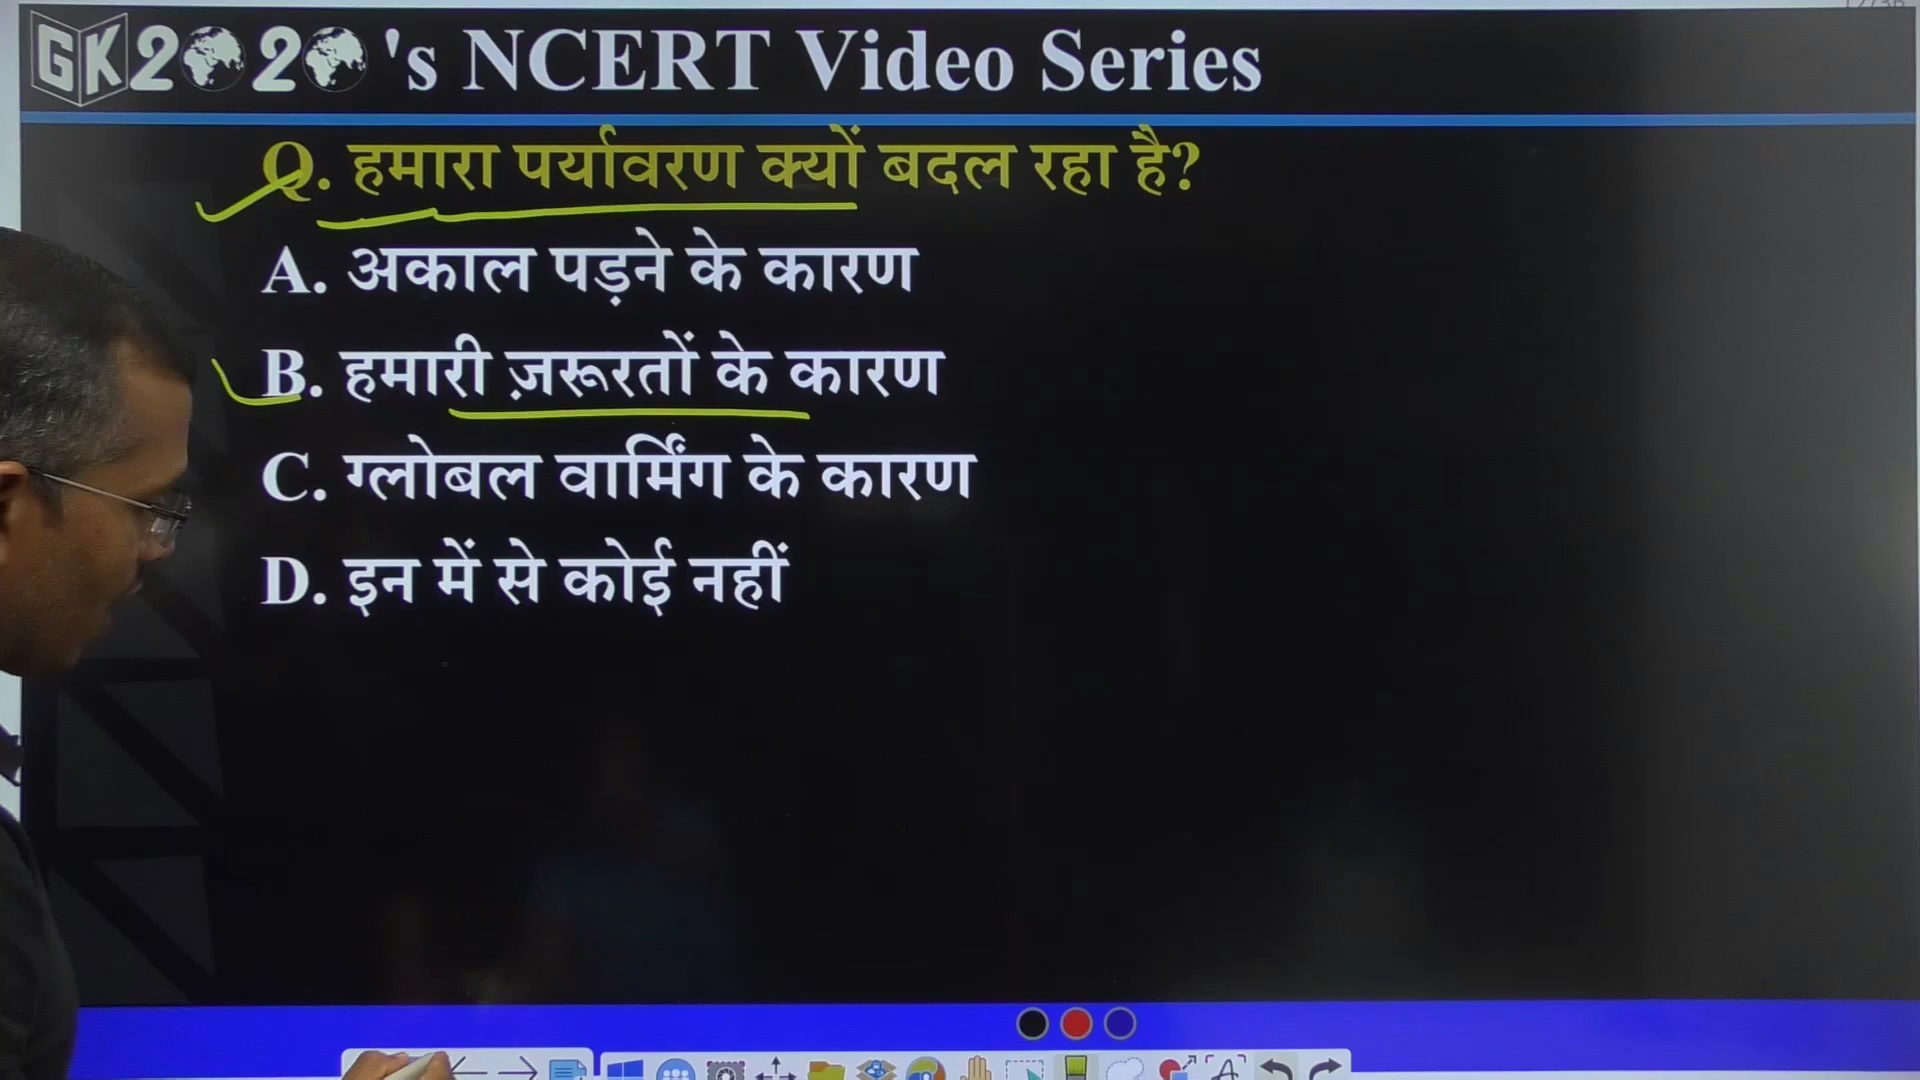 GK2020's NCERT Video Series
Q. हमारा पर्यावरण क्यों बदल रहा है?
A. अकाल पड़ने के कारण
B. हमारी ज़रूरतों के कारण
C. ग्लोबल वार्मिंग के कारण
D. इन में से कोई नहीं